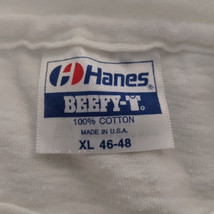 Hanes®
BEEFY-T®
100% COTTON
MADE IN U.S.A.
XL 46-48